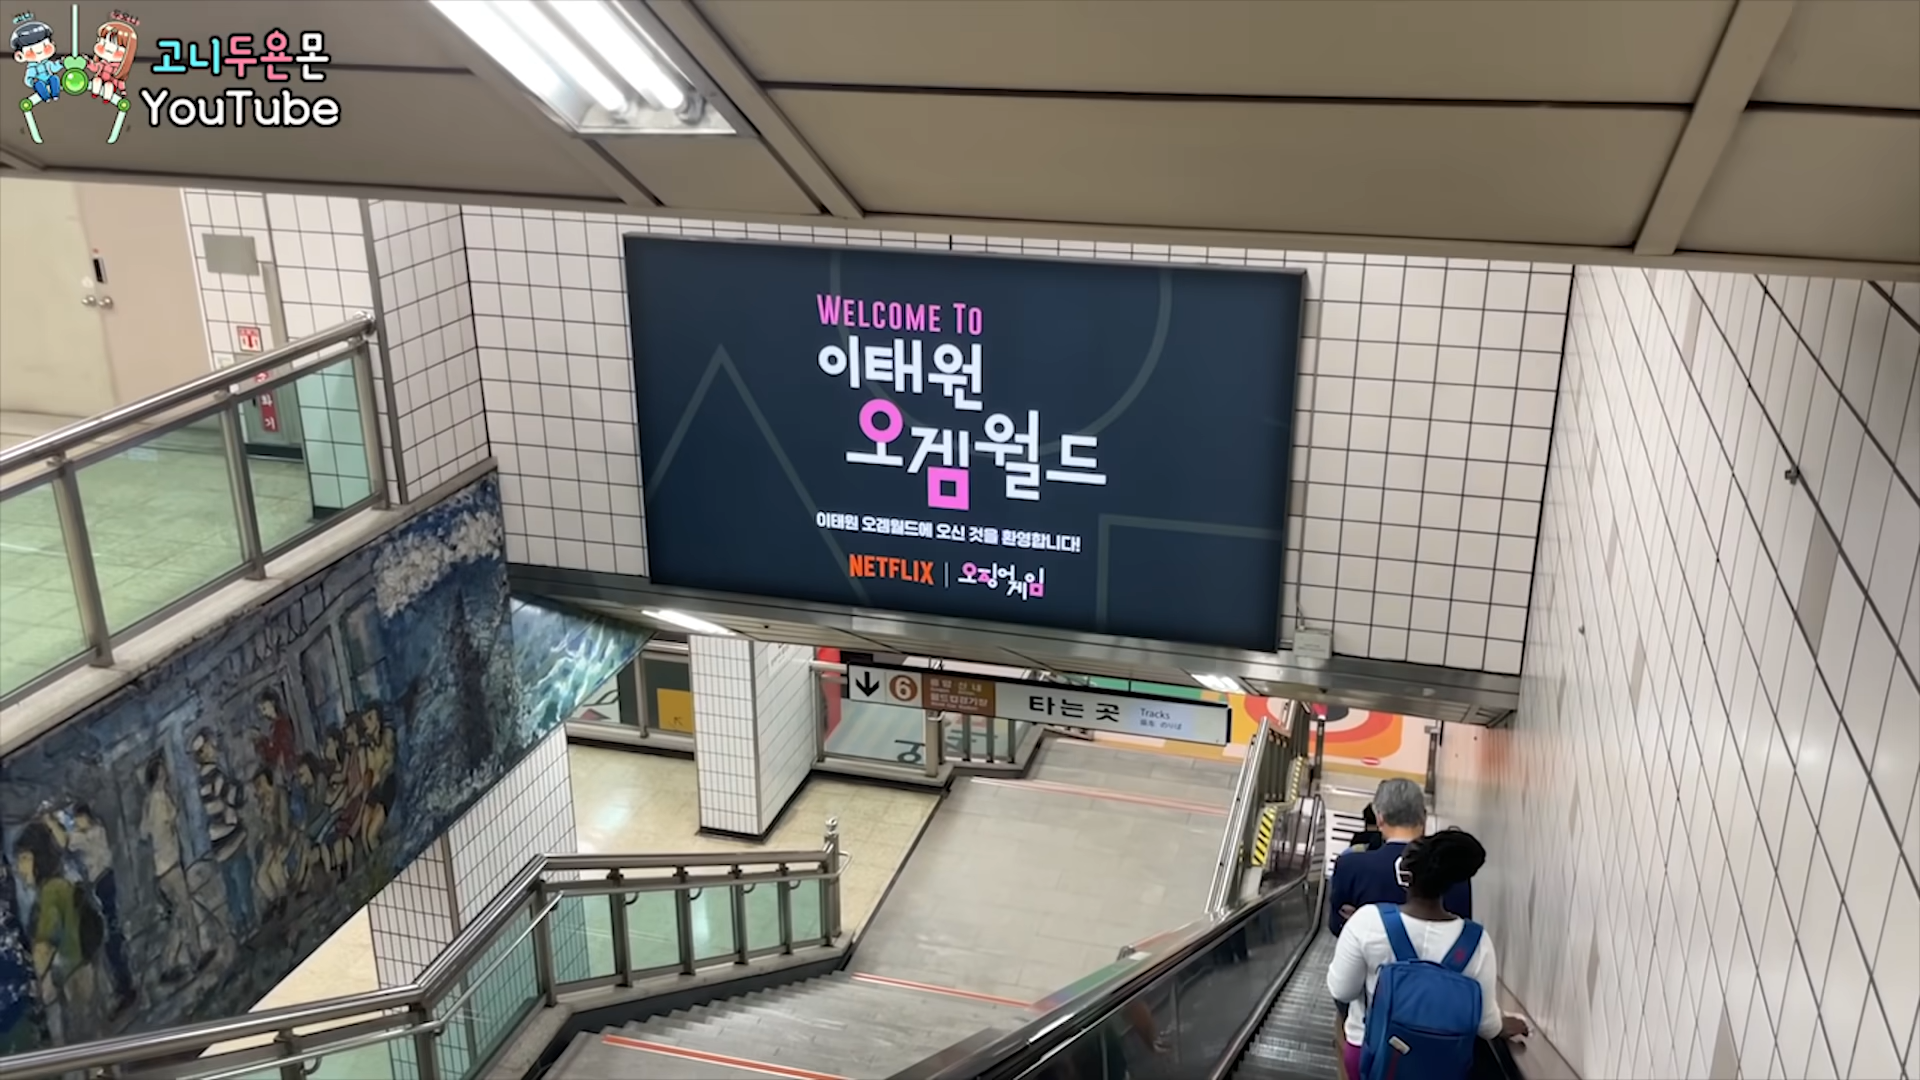 고니두욘몬
YouTube
WELCOME TO
이태원
오겜월드
이태원 오겜월드에 오신 것을 환영합니다!
NETFLIX | 오징어게임
↓ 6 타는 곳 Tracks